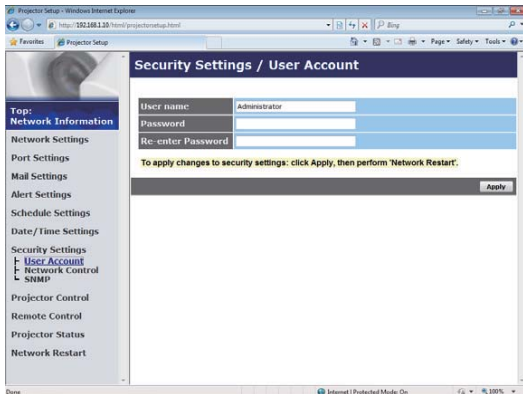 Projector Setup - Windows Internet Explorer
http://192.168.1.10/html/projectorsetup.html
Bing
Favorites
Projector Setup
Page
Safety
Tools
Security Settings / User Account
Top:
Network Information
Network Settings
Port Settings
Mail Settings
Alert Settings
Schedule Settings
Date/Time Settings
Security Settings
User Account
Network Control
SNMP
Projector Control
Remote Control
Projector Status
Network Restart
User name
Administrator
Password
Re-enter Password
To apply changes to security settings: click Apply, then perform 'Network Restart'.
Apply
Done
Internet | Protected Mode: On
100%